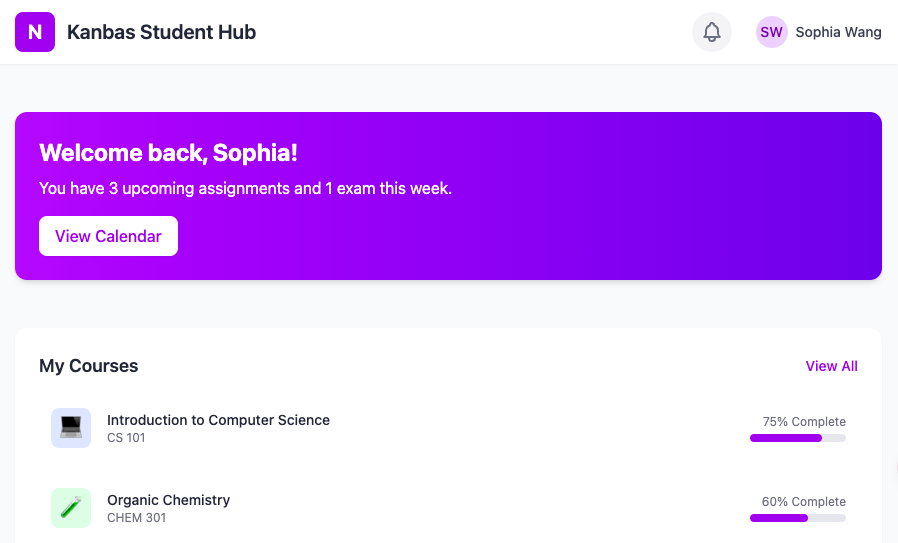 N
Kanbas Student Hub
SW
Sophia Wang
Welcome back, Sophia!
You have 3 upcoming assignments and 1 exam this week.
View Calendar
My Courses
View All
Introduction to Computer Science
CS 101
75% Complete
Organic Chemistry
CHEM 301
60% Complete